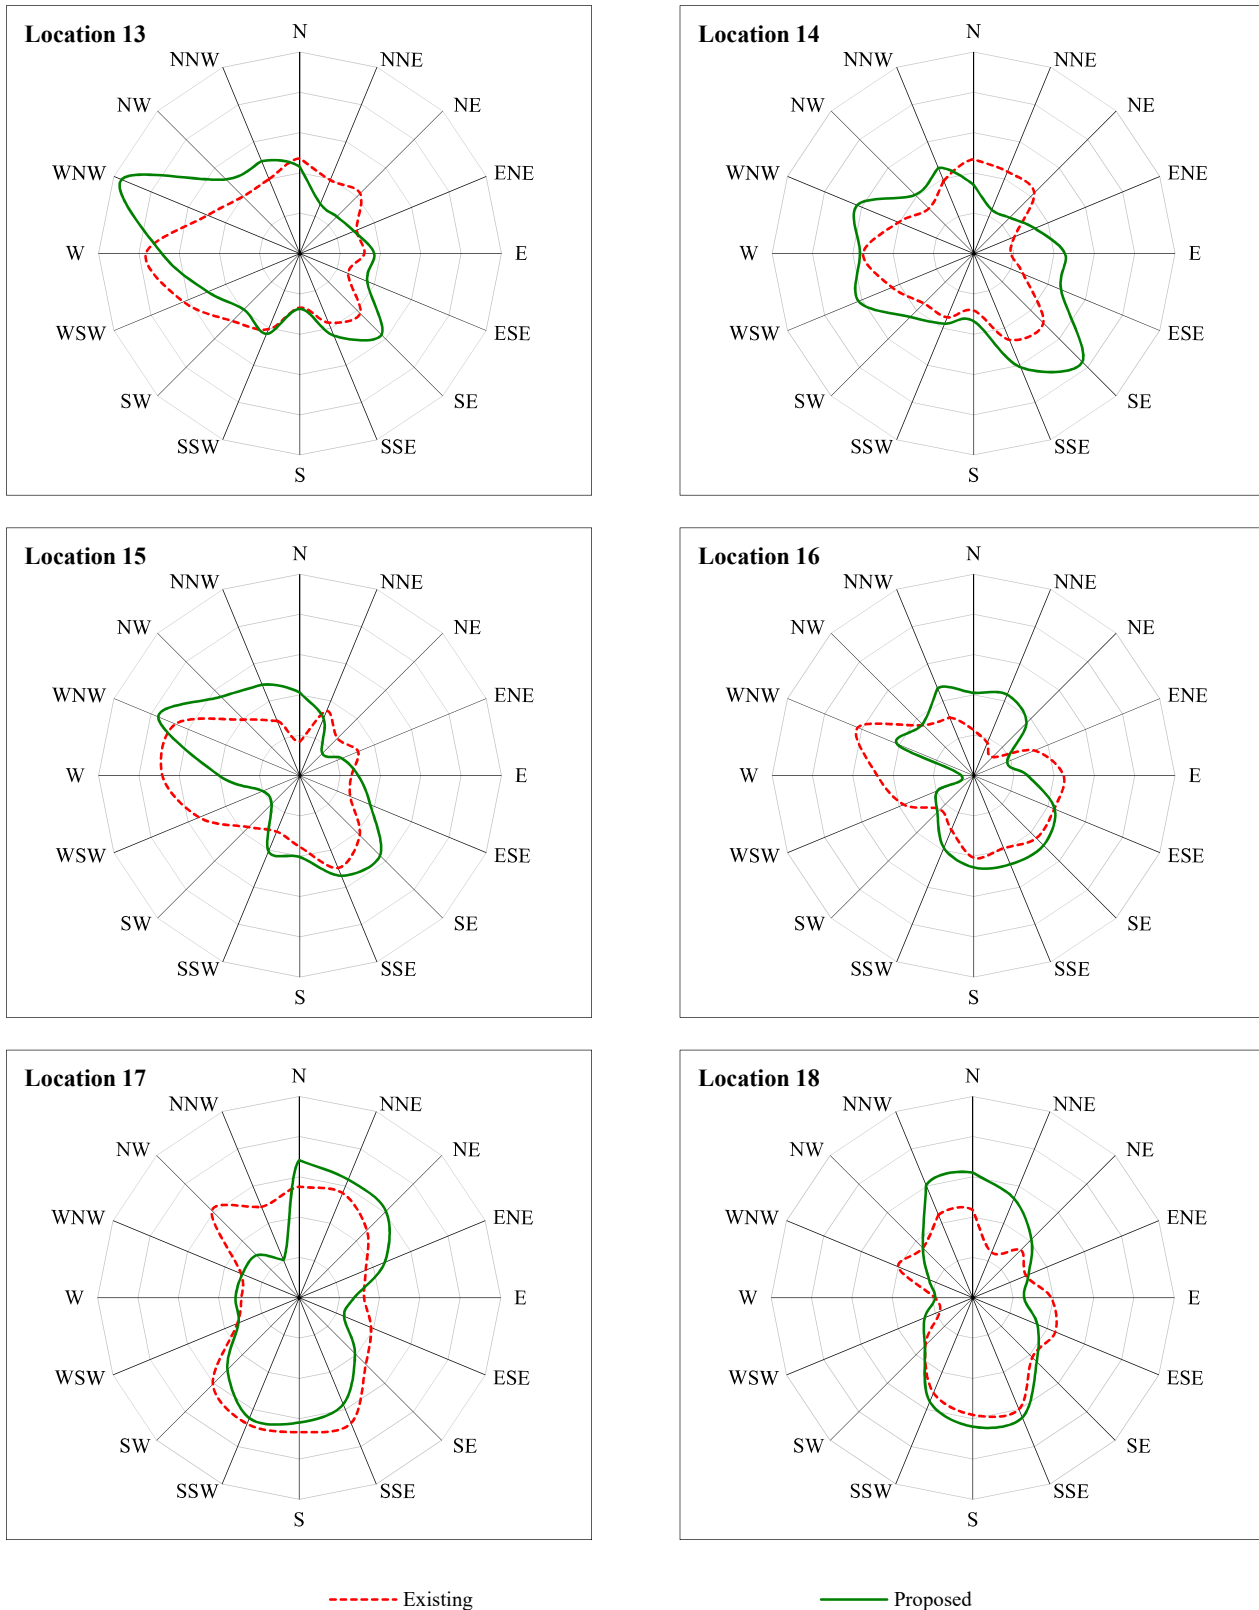 Location 13
N
NNW
NNE
NW
NE
WNW
ENE
W
E
WSW
ESE
SW
SE
SSW
SSE
S
Location 14
N
NNW
NNE
NW
NE
WNW
ENE
W
E
WSW
ESE
SW
SE
SSW
SSE
S
Location 15
N
NNW
NNE
NW
NE
WNW
ENE
W
E
WSW
ESE
SW
SE
SSW
SSE
S
Location 16
N
NNW
NNE
NW
NE
WNW
ENE
W
E
WSW
ESE
SW
SE
SSW
SSE
S
Location 17
N
NNW
NNE
NW
NE
WNW
ENE
W
E
WSW
ESE
SW
SE
SSW
SSE
S
Location 18
N
NNW
NNE
NW
NE
WNW
ENE
W
E
WSW
ESE
SW
SE
SSW
SSE
S
Existing
Proposed